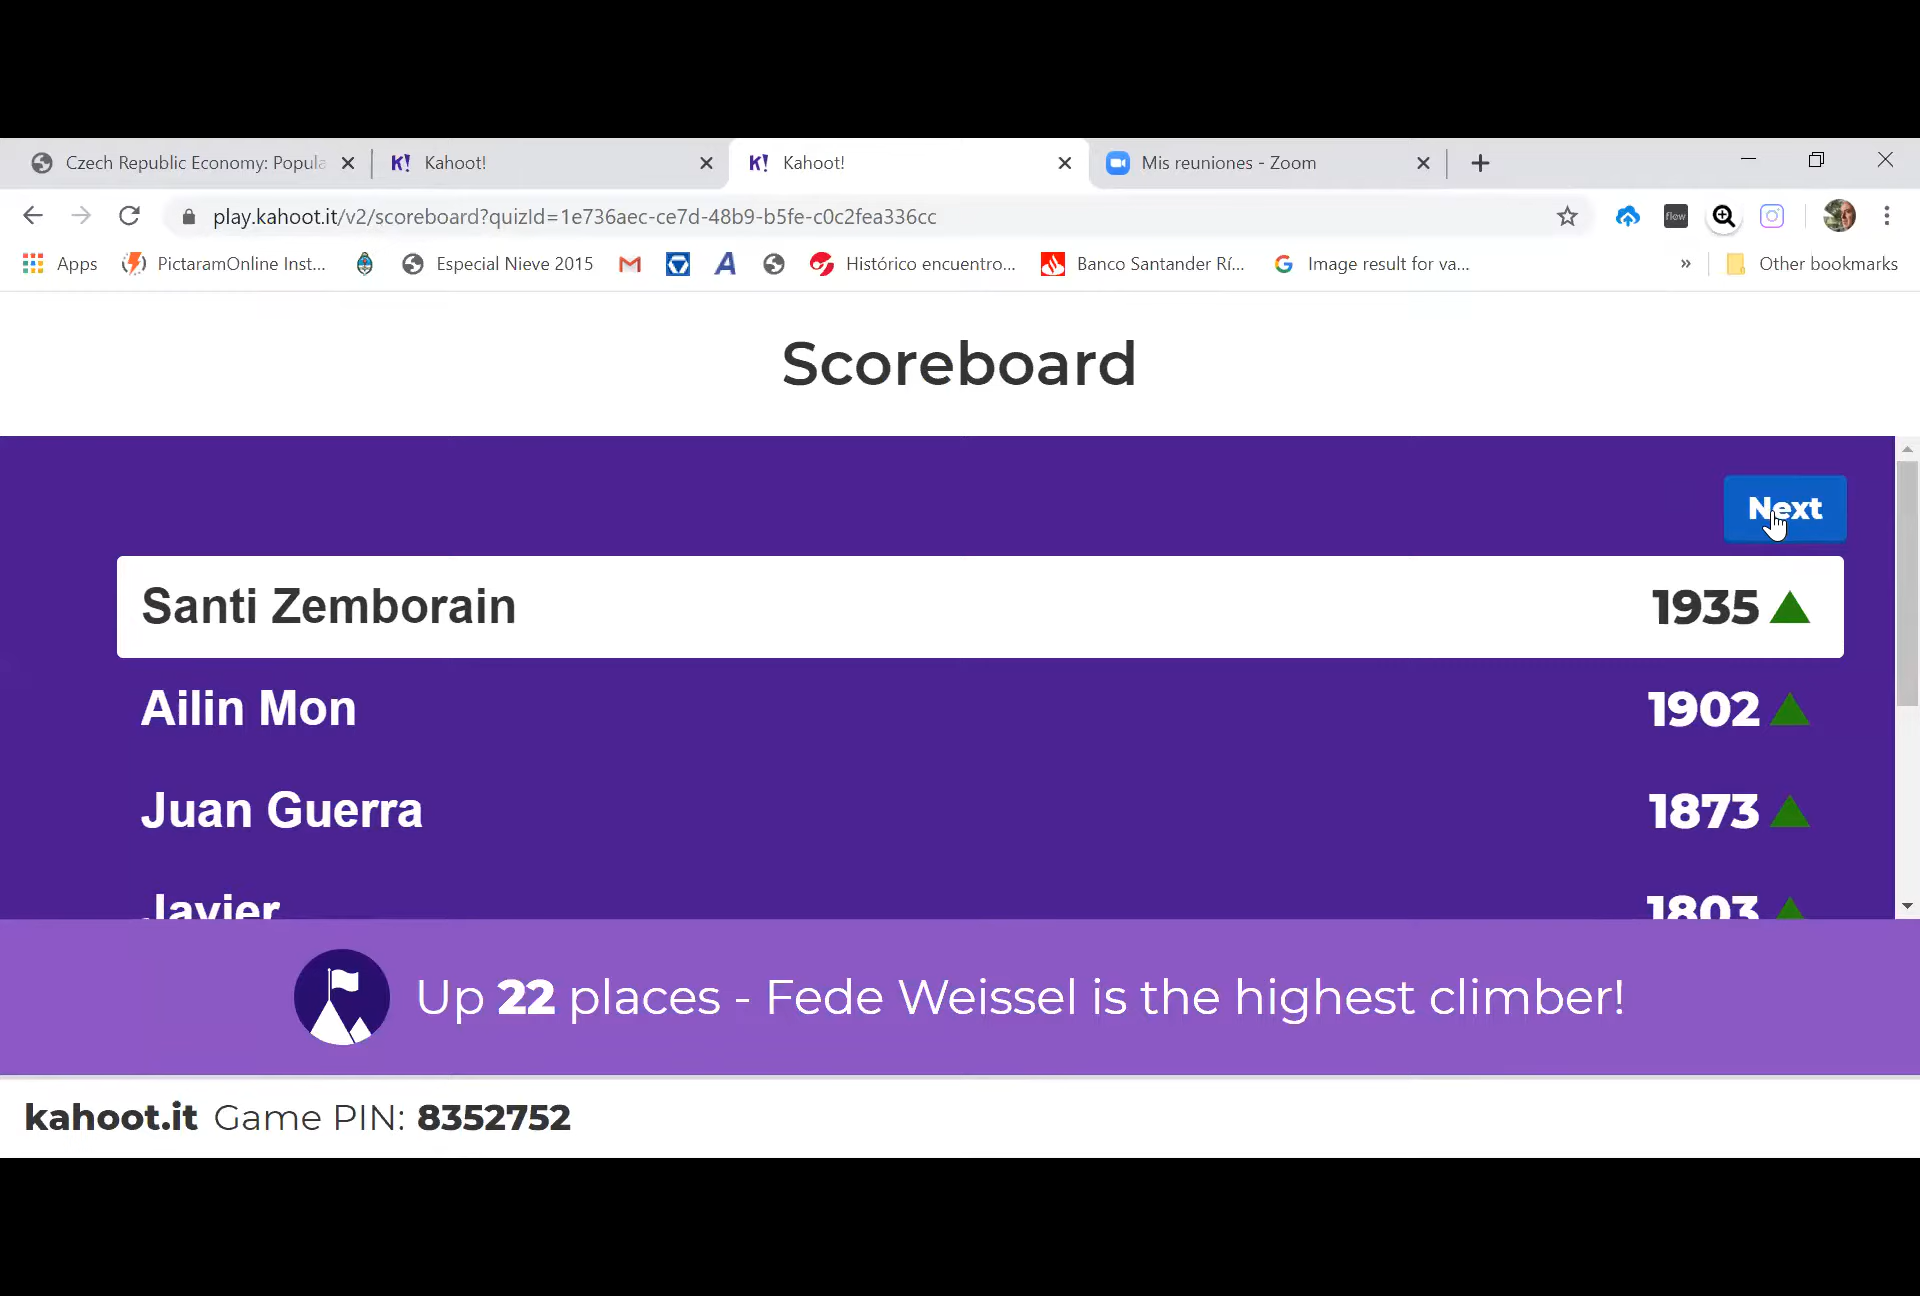 Czech Republic Economy: Popula
K! Kahoot!
K! Kahoot!
Mis reuniones - Zoom
play.kahoot.it/v2/scoreboard?quizId=1e736aec-ce7d-48b9-b5fe-c0c2fea336cc
flow
Apps
PictaramOnline Inst...
Especial Nieve 2015
A
Histórico encuentro...
Banco Santander Rí...
G Image result for va...
»
Other bookmarks
Scoreboard
Next
Santi Zemborain 1935
Ailin Mon 1902
Juan Guerra 1873
Javier 1803
Up 22 places - Fede Weissel is the highest climber!
kahoot.it Game PIN: 8352752